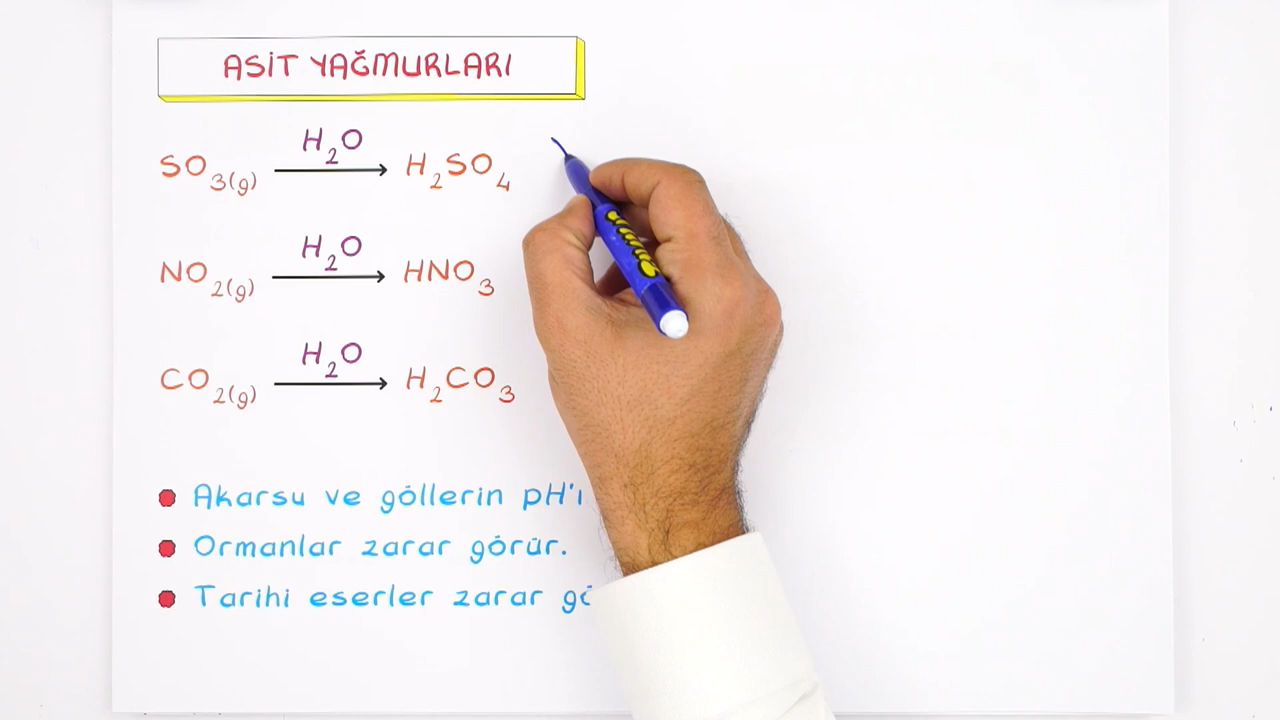 ASİT YAĞMURLARI
SO3(g) H2O → H2SO4
NO2(g) H2O → HNO3
CO2(g) H2O → H2CO3
Akarsu ve göllerin pH'ı
Ormanlar zarar görür.
Tarihi eserler zarar